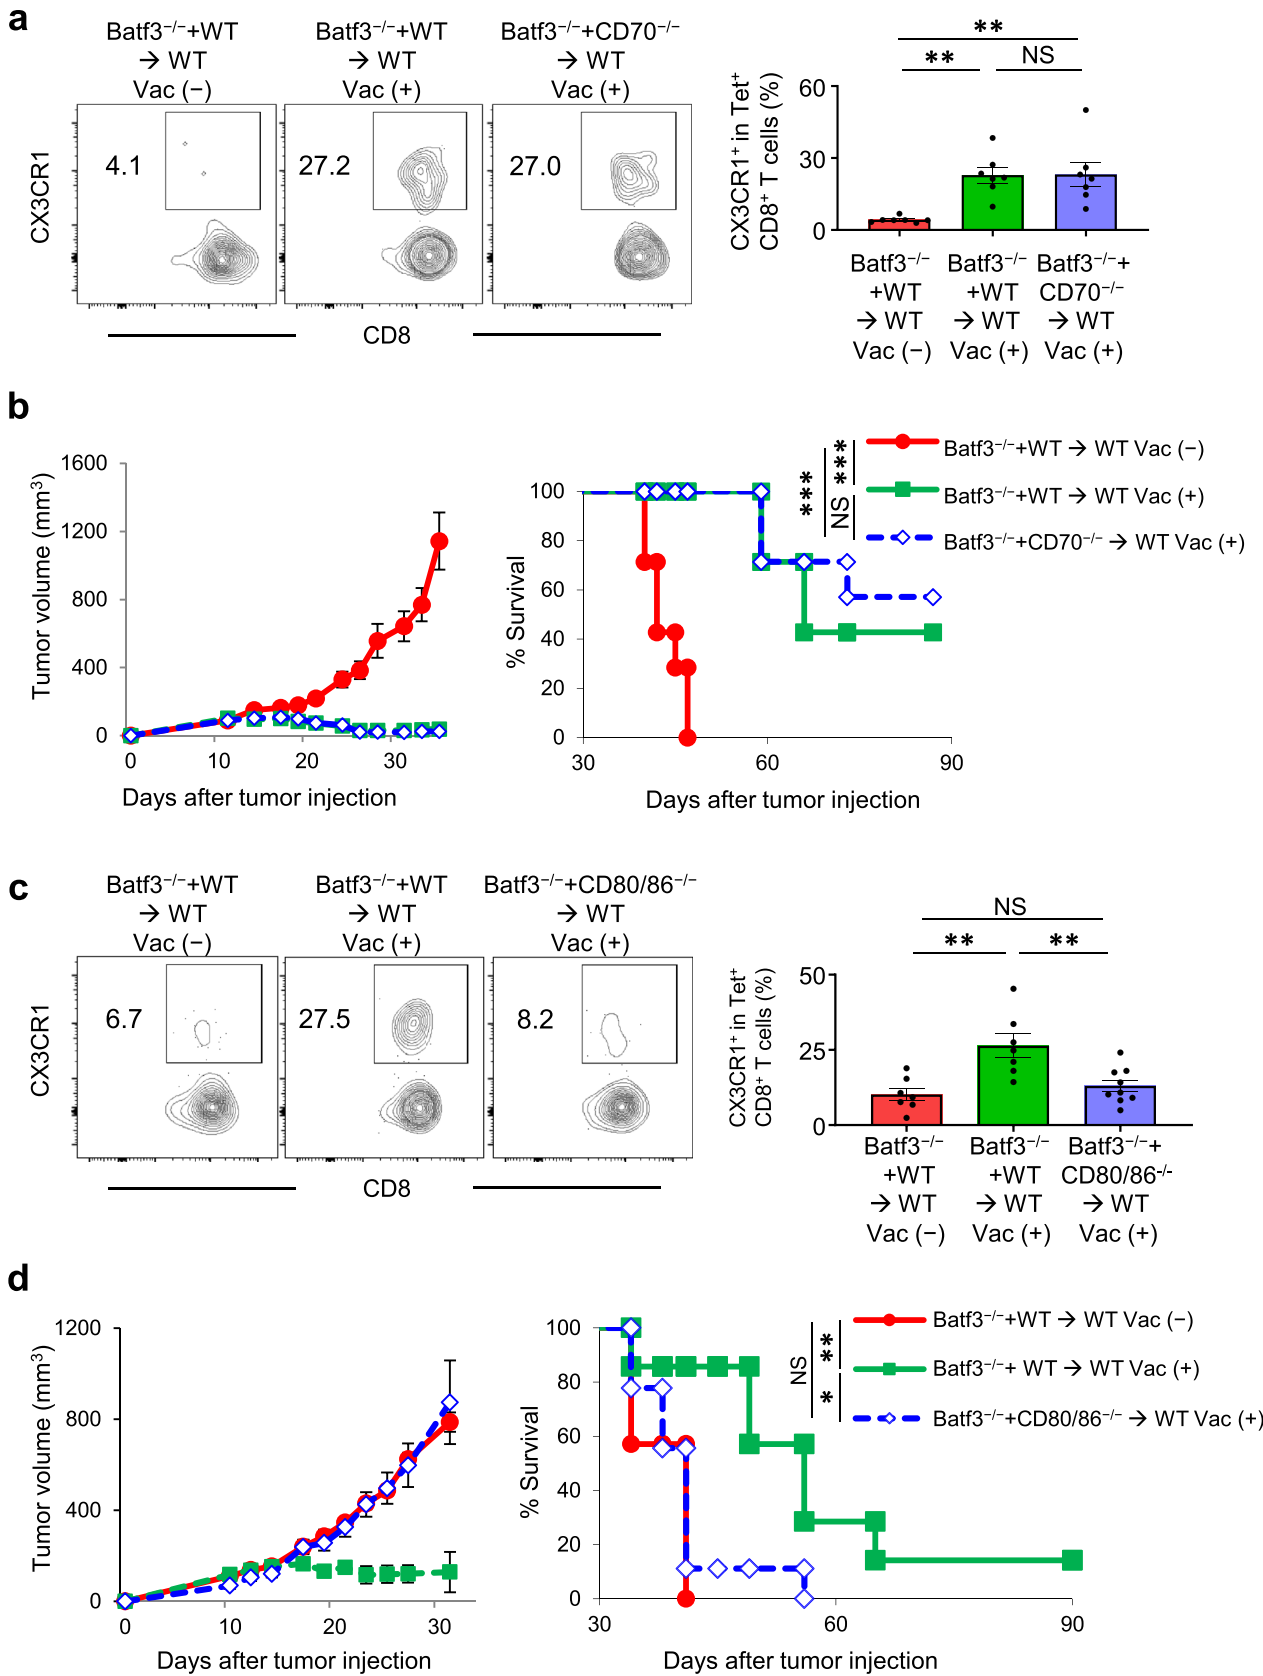 a
Batf3−/−+WT
→ WT
Vac (−)
Batf3−/−+WT
→ WT
Vac (+)
Batf3−/−+CD70−/−
→ WT
Vac (+)
CX3CR1
4.1
27.2
27.0
CD8
**
**
NS
CX3CR1+ in Tet+
CD8+ T cells (%)
60
30
0
Batf3−/−
+WT
→ WT
Vac (−)
Batf3−/−
+WT
→ WT
Vac (+)
Batf3−/−+
CD70−/−
→ WT
Vac (+)
b
Tumor volume (mm3)
1600
1200
800
400
0
0
10
20
30
Days after tumor injection
% Survival
100
80
60
40
20
0
30
60
90
Days after tumor injection
***
***
NS
Batf3−/−+WT → WT Vac (−)
Batf3−/−+WT → WT Vac (+)
Batf3−/−+CD70−/− → WT Vac (+)
c
Batf3−/−+WT
→ WT
Vac (−)
Batf3−/−+WT
→ WT
Vac (+)
Batf3−/−+CD80/86−/−
→ WT
Vac (+)
CX3CR1
6.7
27.5
8.2
CD8
NS
**
**
CX3CR1+ in Tet+
CD8+ T cells (%)
50
25
0
Batf3−/−
+WT
→ WT
Vac (−)
Batf3−/−
+WT
→ WT
Vac (+)
Batf3−/−+
CD80/86-/-
→ WT
Vac (+)
d
Tumor volume (mm3)
1200
800
400
0
0
10
20
30
Days after tumor injection
% Survival
100
80
60
40
20
0
30
60
90
Days after tumor injection
NS
**
*
Batf3−/−+WT → WT Vac (−)
Batf3−/−+ WT → WT Vac (+)
Batf3−/−+CD80/86−/− → WT Vac (+)